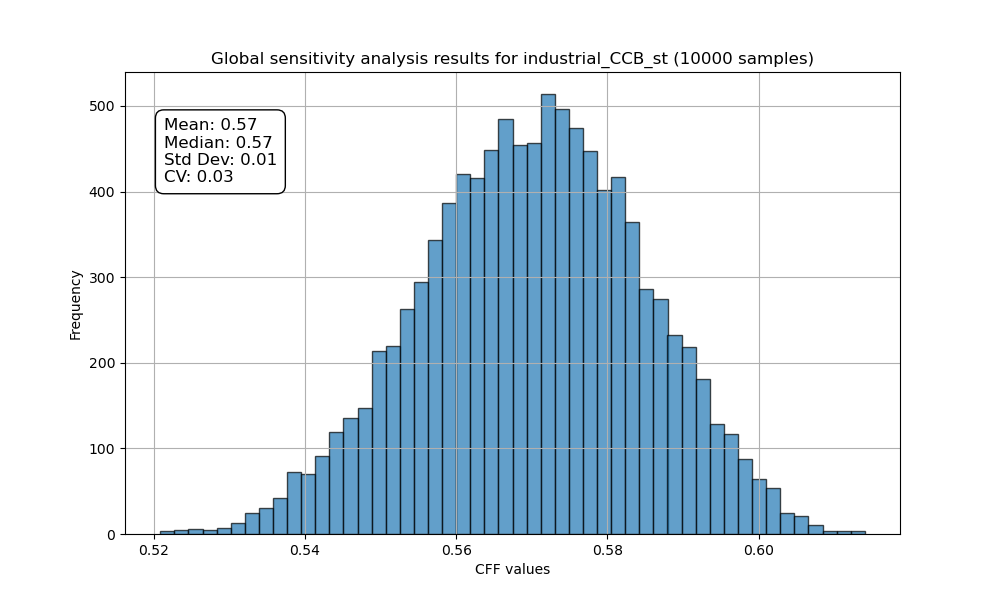 Global sensitivity analysis results for industrial_CCB_st (10000 samples)
Mean: 0.57
Median: 0.57
Std Dev: 0.01
CV: 0.03
Frequency
500
400
300
200
100
0
0.52
0.54
0.56
0.58
0.60
CFF values